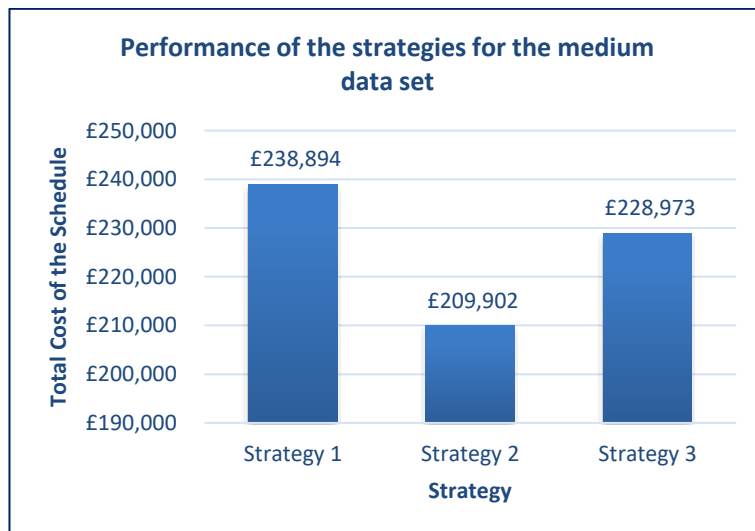 Performance of the strategies for the medium
data set
Total Cost of the Schedule
£250,000
£240,000
£230,000
£220,000
£210,000
£200,000
£190,000
£238,894
£209,902
£228,973
Strategy 1
Strategy 2
Strategy 3
Strategy